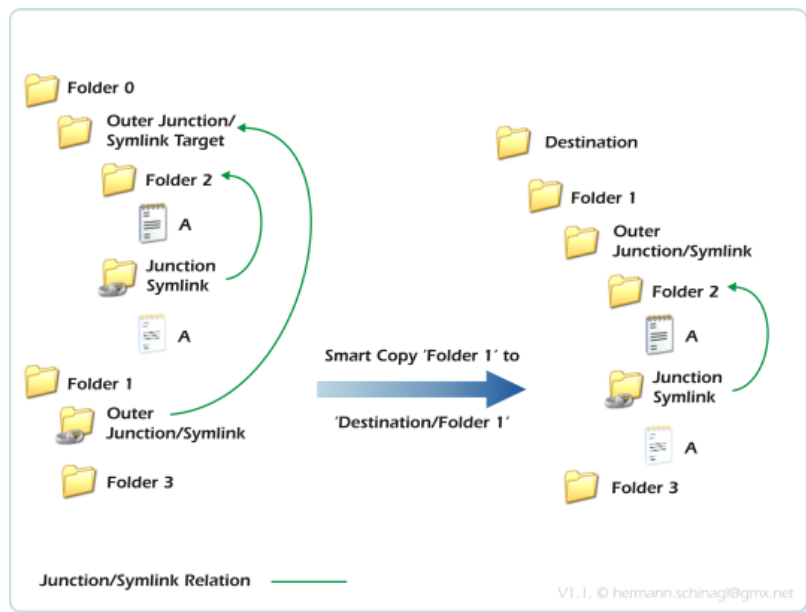 Folder 0
Outer Junction/
Symlink Target
Folder 2
A
Junction
Symlink
A
Folder 1
Outer
Junction/Symlink
Folder 3
Smart Copy 'Folder 1' to
'Destination/Folder 1'
Destination
Folder 1
Outer
Junction/Symlink
Folder 2
A
Junction
Symlink
A
Folder 3
Junction/Symlink Relation
V1.1, © hermann.schinagl@gmx.net